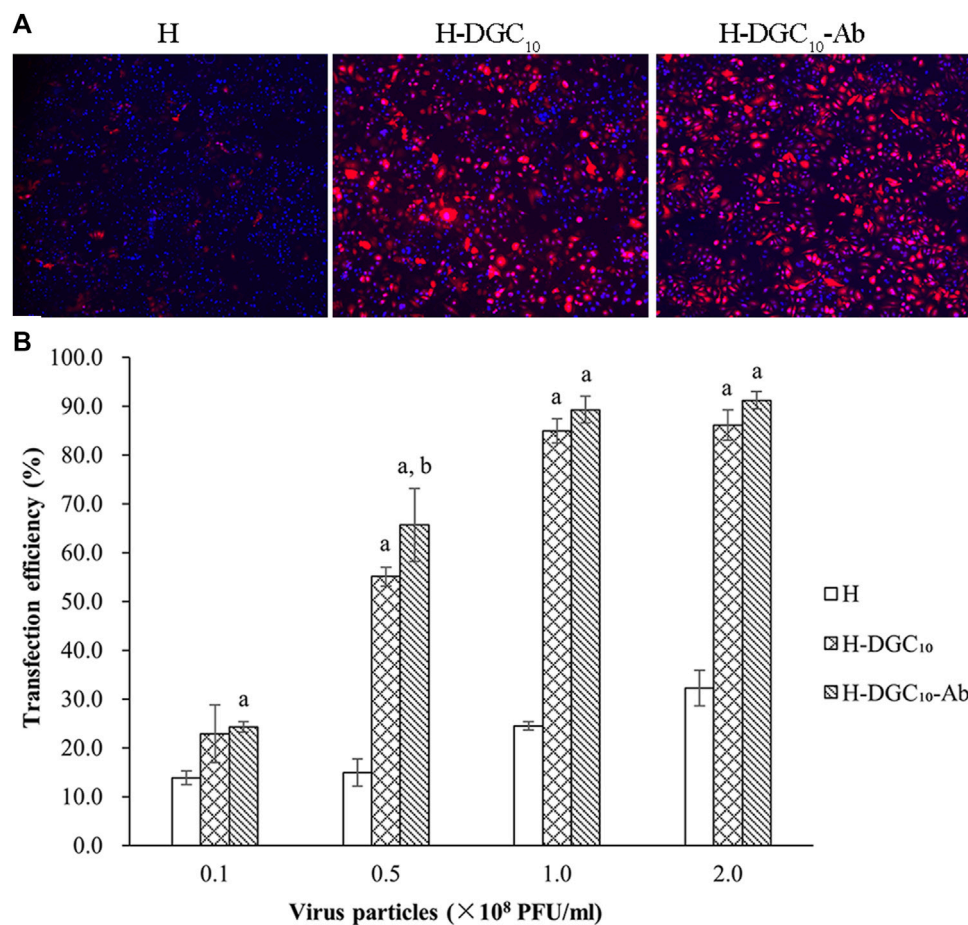 A
H H-DGC₁₀ H-DGC₁₀-Ab
B
100.0
90.0
80.0
70.0
60.0
50.0
40.0
30.0
20.0
10.0
0.0
Transfection efficiency (%)
a
a
a, b
a
a
a
a
H
H-DGC₁₀
H-DGC₁₀-Ab
0.1 0.5 1.0 2.0
Virus particles (×10⁸ PFU/ml)